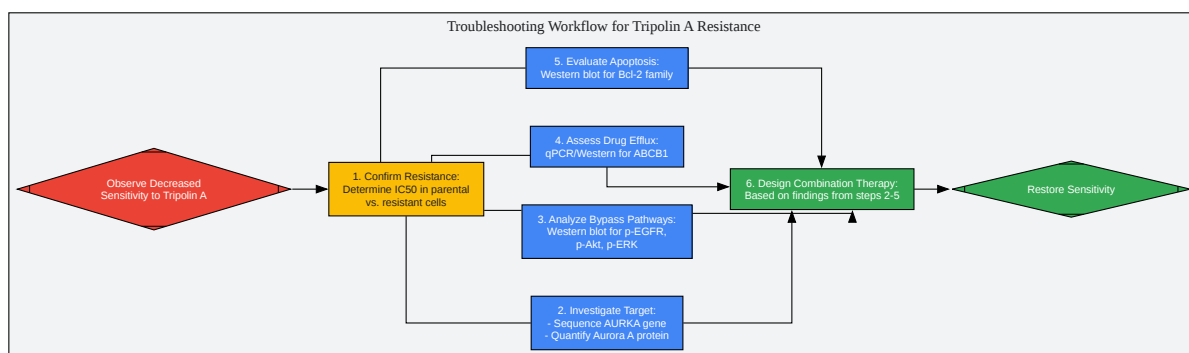 Troubleshooting Workflow for Tripolin A Resistance
Observe Decreased
Sensitivity to Tripolin A
1. Confirm Resistance:
Determine IC50 in parental
vs. resistant cells
5. Evaluate Apoptosis:
Western blot for Bcl-2 family
4. Assess Drug Efflux:
qPCR/Western for ABCB1
3. Analyze Bypass Pathways:
Western blot for p-EGFR,
p-Akt, p-ERK
2. Investigate Target:
- Sequence AURKA gene
- Quantify Aurora A protein
6. Design Combination Therapy:
Based on findings from steps 2-5
Restore Sensitivity